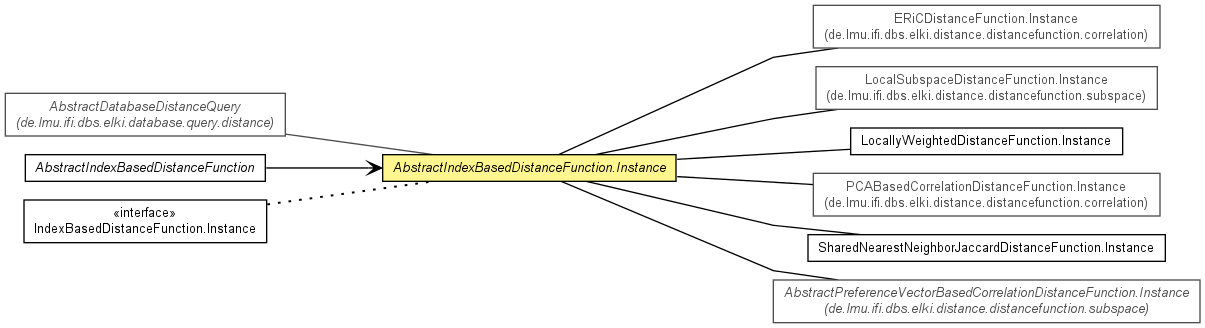 AbstractDatabaseDistanceQuery
(de.lmu.ifi.dbs.elki.database.query.distance)
AbstractIndexBasedDistanceFunction
«interface»
IndexBasedDistanceFunction.Instance
AbstractIndexBasedDistanceFunction.Instance
ERiCDistanceFunction.Instance
(de.lmu.ifi.dbs.elki.distance.distancefunction.correlation)
LocalSubspaceDistanceFunction.Instance
(de.lmu.ifi.dbs.elki.distance.distancefunction.subspace)
LocallyWeightedDistanceFunction.Instance
PCABasedCorrelationDistanceFunction.Instance
(de.lmu.ifi.dbs.elki.distance.distancefunction.correlation)
SharedNearestNeighborJaccardDistanceFunction.Instance
AbstractPreferenceVectorBasedCorrelationDistanceFunction.Instance
(de.lmu.ifi.dbs.elki.distance.distancefunction.subspace)